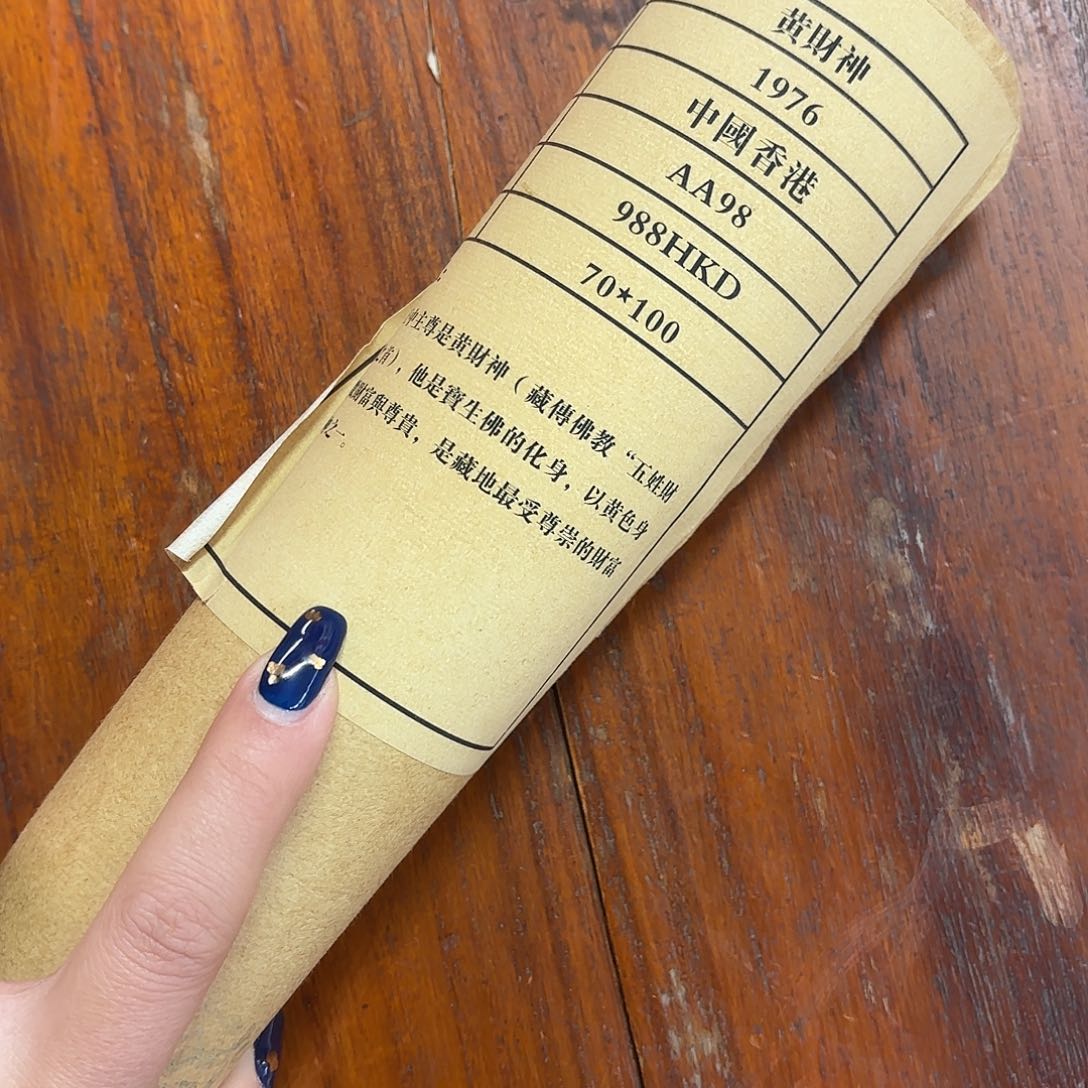 黃財神
1976
中國香港
AA98
988HKD
70*100
中主尊是黃財神（藏傳佛教“五姓財
），他是寶生佛的化身，以黃色身
財富與尊貴，是藏地最受尊崇的財富
之一。